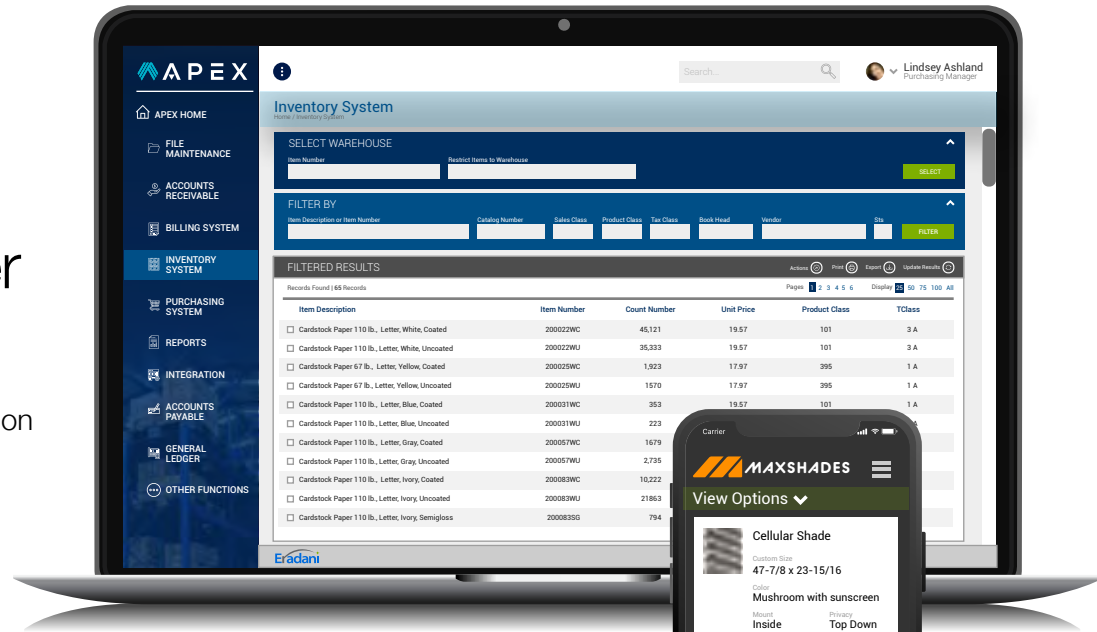 er
on
APEX
APEX HOME
FILE
MAINTENANCE
ACCOUNTS
RECEIVABLE
BILLING SYSTEM
INVENTORY
SYSTEM
PURCHASING
SYSTEM
REPORTS
INTEGRATION
ACCOUNTS
PAYABLE
GENERAL
LEDGER
OTHER FUNCTIONS
Search...
Lindsey Ashland
Purchasing Manager
Inventory System
Home / Inventory System
SELECT WAREHOUSE
Item Number Restrict Items to Warehouse
SELECT
FILTER BY
Item Description or Item Number Catalog Number Sales Class Product Class Tax Class Book Head Vendor Sts
FILTER
FILTERED RESULTS Actions Print Export Update Results
Records Found | 65 Records Pages 1 2 3 4 5 6 Display 25 50 75 100 All
Item Description Item Number Count Number Unit Price Product Class TClass
Cardstock Paper 110 lb., Letter, White, Coated 200022WC 45,121 19.57 101 3 A
Cardstock Paper 110 lb., Letter, White, Uncoated 200022WU 35,333 19.57 101 3 A
Cardstock Paper 67 lb., Letter, Yellow, Coated 200025WC 1,923 17.97 395 1 A
Cardstock Paper 67 lb., Letter, Yellow, Uncoated 200025WU 1570 17.97 395 1 A
Cardstock Paper 110 lb., Letter, Blue, Coated 200031WC 353 19.57 101 1 A
Cardstock Paper 110 lb., Letter, Blue, Uncoated 200031WU 223
Cardstock Paper 110 lb., Letter, Gray, Coated 200057WC 1679
Cardstock Paper 110 lb., Letter, Gray, Uncoated 200057WU 2,735
Cardstock Paper 110 lb., Letter, Ivory, Coated 200083WC 10,222
Cardstock Paper 110 lb., Letter, Ivory, Uncoated 200083WU 21863
Cardstock Paper 110 lb., Letter, Ivory, Semigloss 200083SG 794
Eradani
Carrier
MAXSHADES
View Options
Cellular Shade
Custom Size
47-7/8 x 23-15/16
Color
Mushroom with sunscreen
Mount Privacy
Inside Top Down